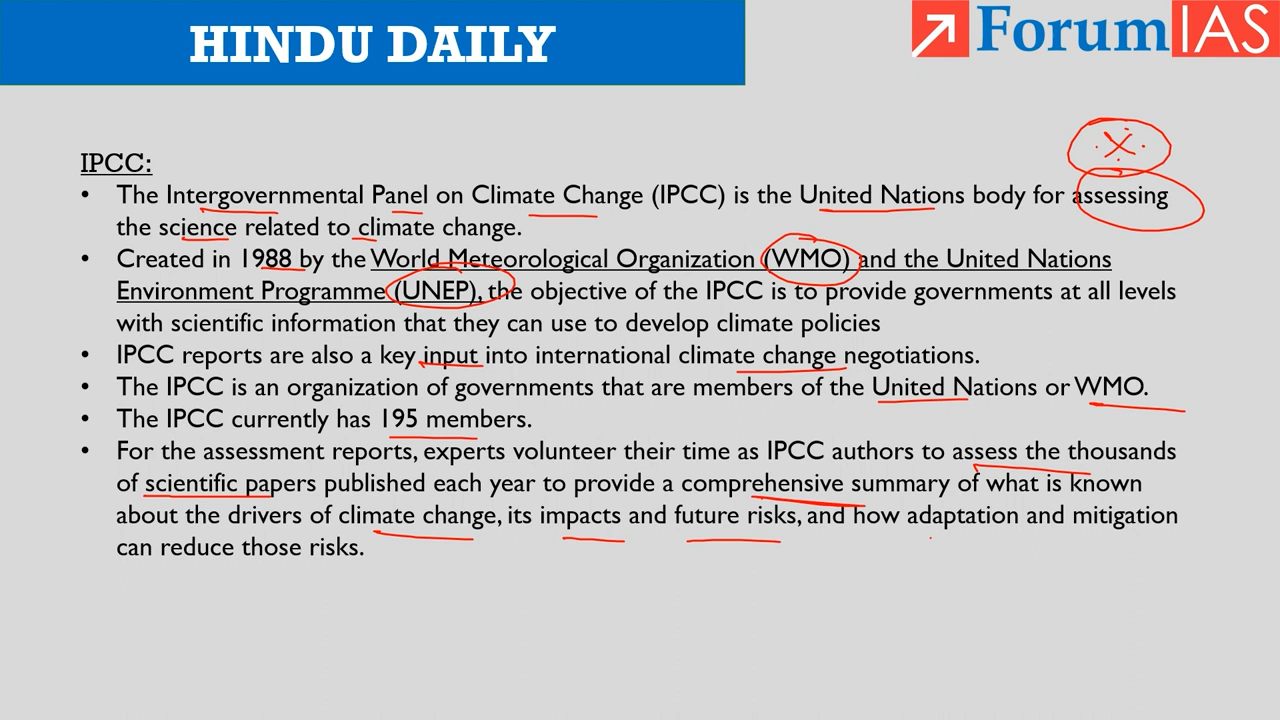 HINDU DAILY
ForumIAS
IPCC:
• The Intergovernmental Panel on Climate Change (IPCC) is the United Nations body for assessing
the science related to climate change.
• Created in 1988 by the World Meteorological Organization (WMO) and the United Nations
Environment Programme (UNEP), the objective of the IPCC is to provide governments at all levels
with scientific information that they can use to develop climate policies
• IPCC reports are also a key input into international climate change negotiations.
• The IPCC is an organization of governments that are members of the United Nations or WMO.
• The IPCC currently has 195 members.
• For the assessment reports, experts volunteer their time as IPCC authors to assess the thousands
of scientific papers published each year to provide a comprehensive summary of what is known
about the drivers of climate change, its impacts and future risks, and how adaptation and mitigation
can reduce those risks.